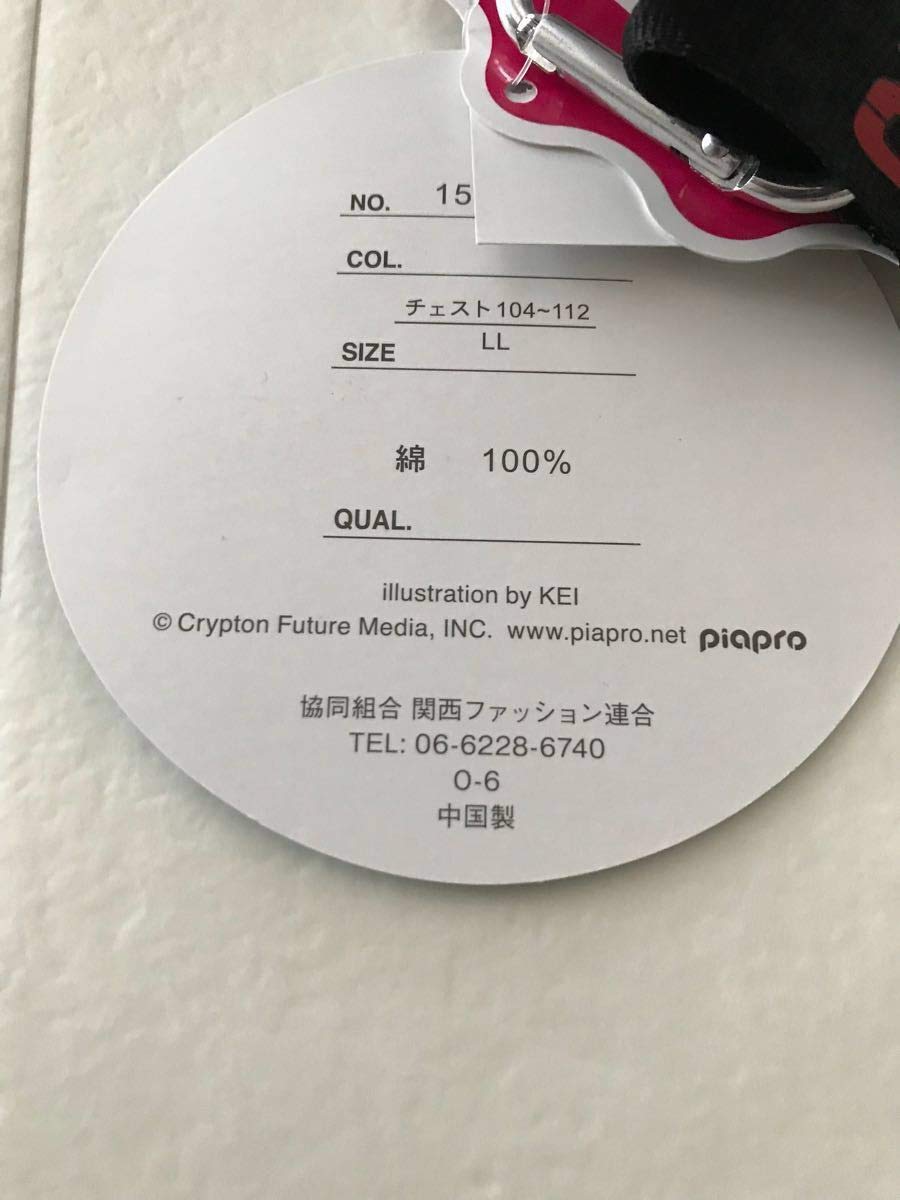 NO. 15
COL.
チェスト104~112
LL
SIZE
綿 100%
QUAL.
illustration by KEI
© Crypton Future Media, INC. www.piapro.net piapro
協同組合 関西ファッション連合
TEL: 06-6228-6740
O-6
中国製